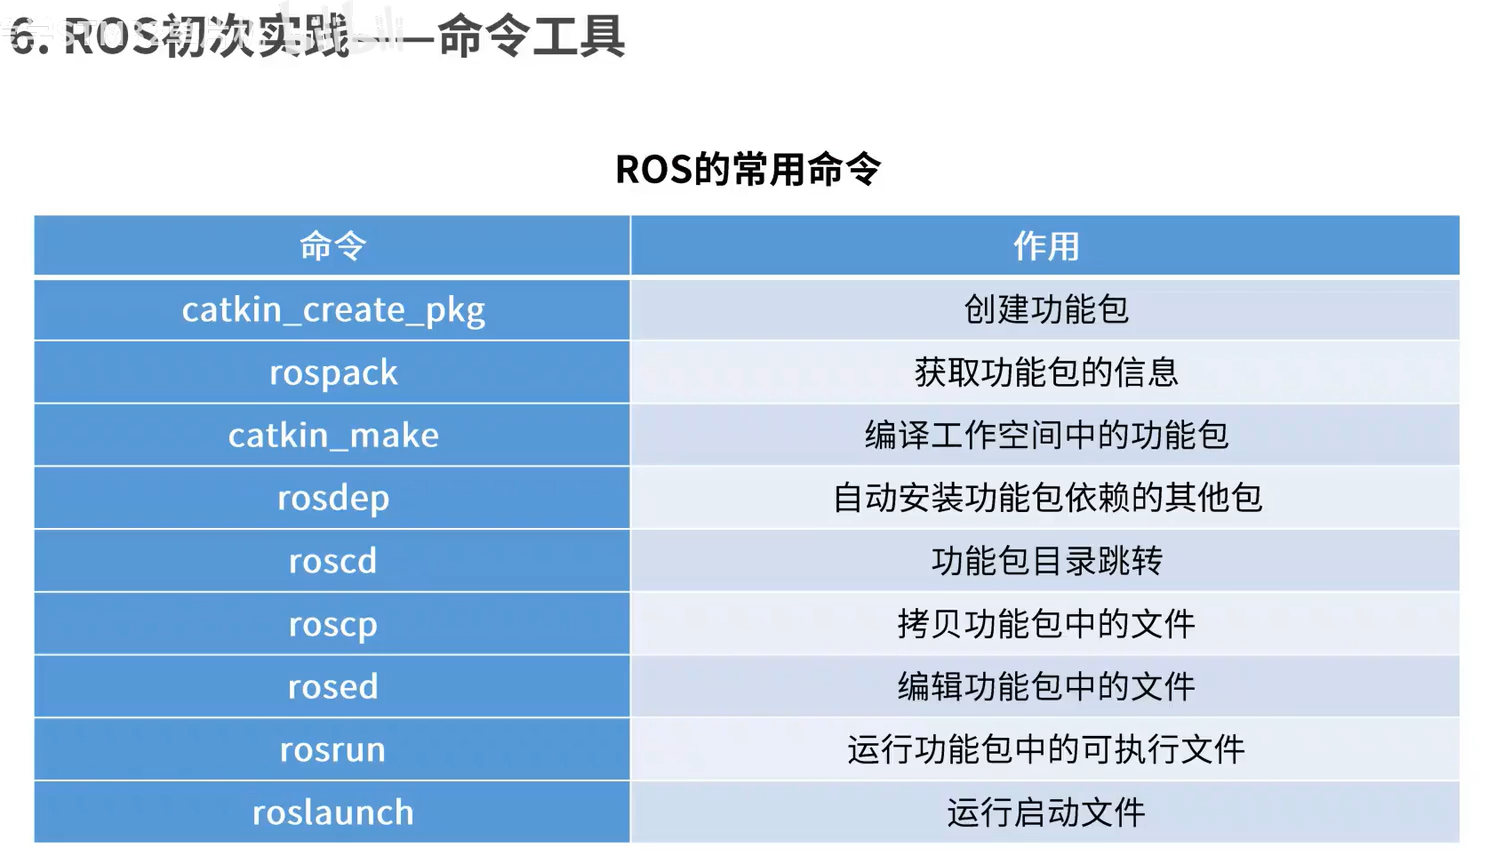 6. ROS初次实践——命令工具
ROS的常用命令
命令 作用
catkin_create_pkg 创建功能包
rospack 获取功能包的信息
catkin_make 编译工作空间中的功能包
rosdep 自动安装功能包依赖的其他包
roscd 功能包目录跳转
roscp 拷贝功能包中的文件
rosed 编辑功能包中的文件
rosrun 运行功能包中的可执行文件
roslaunch 运行启动文件